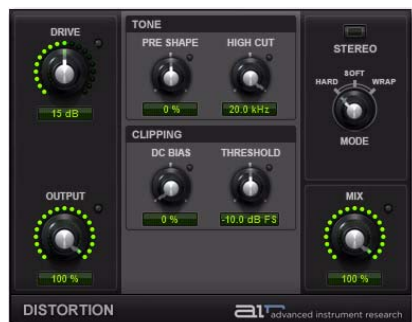 DRIVE
15 dB
OUTPUT
100 %
TONE
PRE SHAPE
HIGH CUT
0 %
20.0 kHz
CLIPPING
DC BIAS
THRESHOLD
0 %
-10.0 dB FS
STEREO
HARD
SOFT
WRAP
MODE
MIX
100 %
DISTORTION
air advanced instrument research